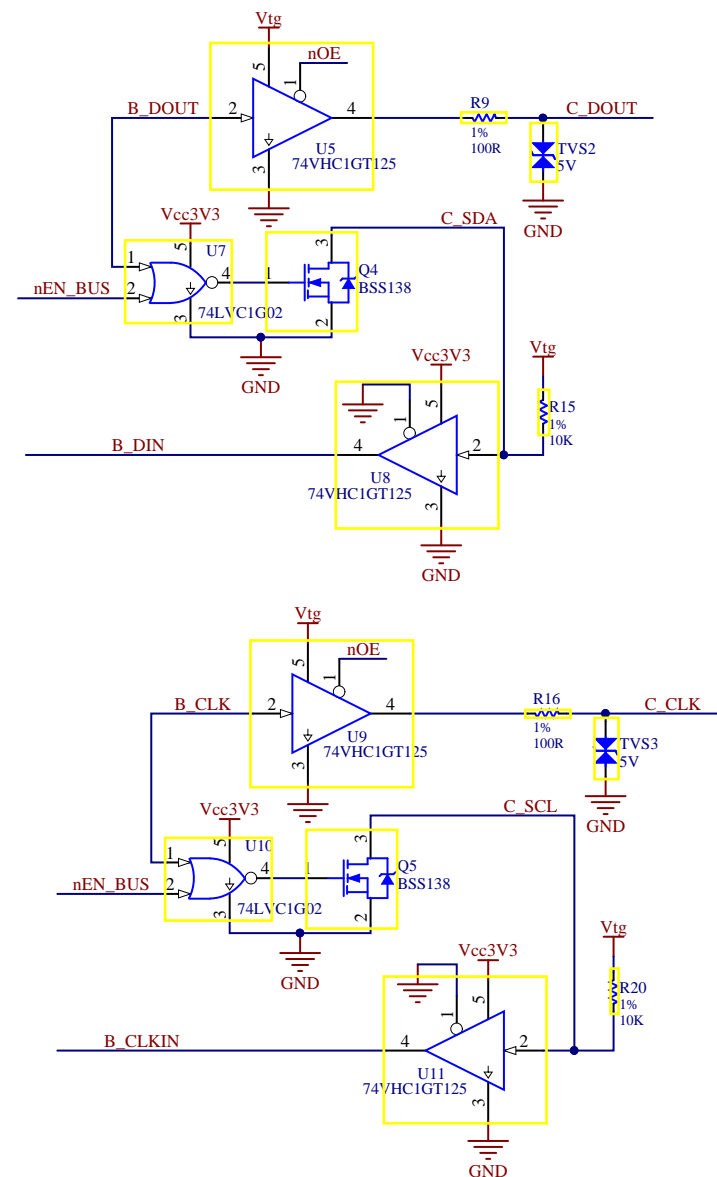 Vtg
nOE
5
1
B_DOUT
2
4
R9
C_DOUT
1%
100R
U5
74VHC1GT125
3
TVS2
5V
GND
Vcc3V3
C_SDA
U7
5
3
1
4
1
Q4
BSS138
nEN_BUS
2
74LVC1G02
3
2
GND
Vcc3V3
Vtg
5
1
R15
1%
10K
B_DIN
4
2
U8
74VHC1GT125
3
GND
Vtg
nOE
5
1
B_CLK
2
4
R16
C_CLK
1%
100R
U9
74VHC1GT125
3
TVS3
5V
GND
Vcc3V3
C_SCL
U10
5
3
1
4
1
Q5
BSS138
nEN_BUS
2
74LVC1G02
3
2
GND
Vcc3V3
Vtg
5
1
R20
1%
10K
B_CLKIN
4
2
U11
74VHC1GT125
3
GND